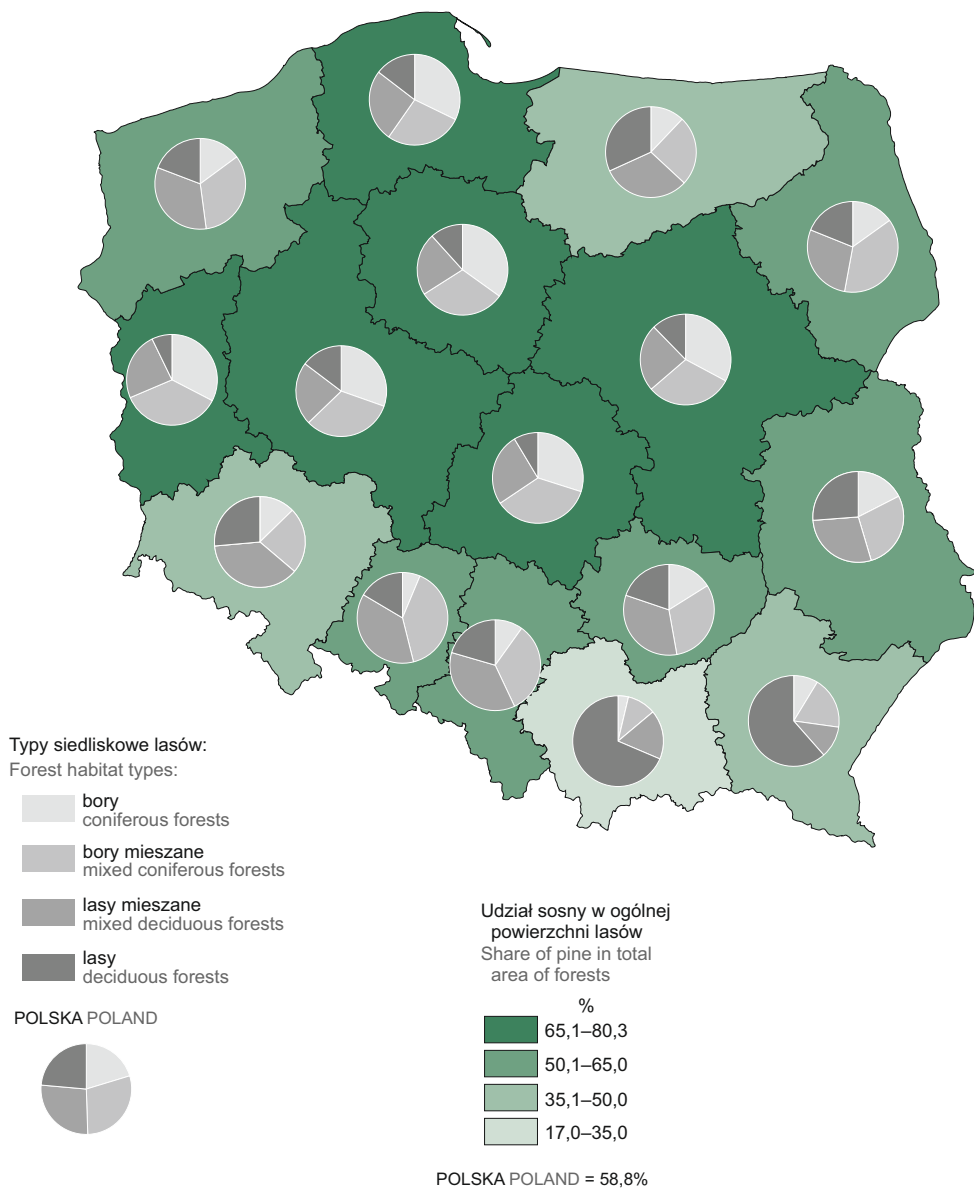 Typy siedliskowe lasów:
Forest habitat types:
bory
coniferous forests
bory mieszane
mixed coniferous forests
lasy mieszane
mixed deciduous forests
lasy
deciduous forests
POLSKA POLAND
Udział sosny w ogólnej
powierzchni lasów
Share of pine in total
area of forests
%
65,1–80,3
50,1–65,0
35,1–50,0
17,0–35,0
POLSKA POLAND = 58,8%